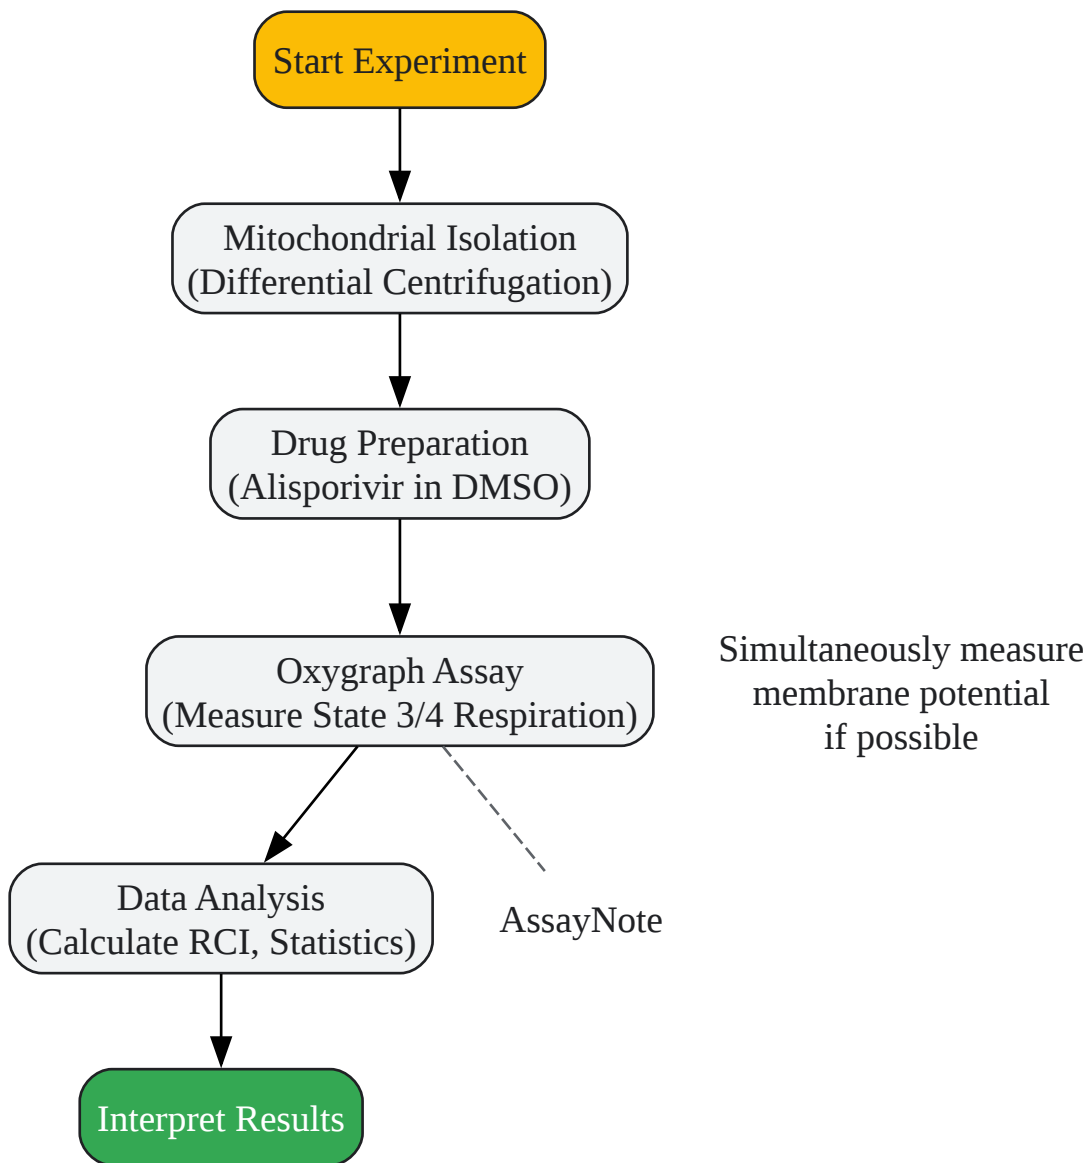 Start Experiment
Mitochondrial Isolation
(Differential Centrifugation)
Drug Preparation
(Alisporivir in DMSO)
Oxygraph Assay
(Measure State 3/4 Respiration)
Simultaneously measure
membrane potential
if possible
Data Analysis
(Calculate RCI, Statistics)
AssayNote
Interpret Results